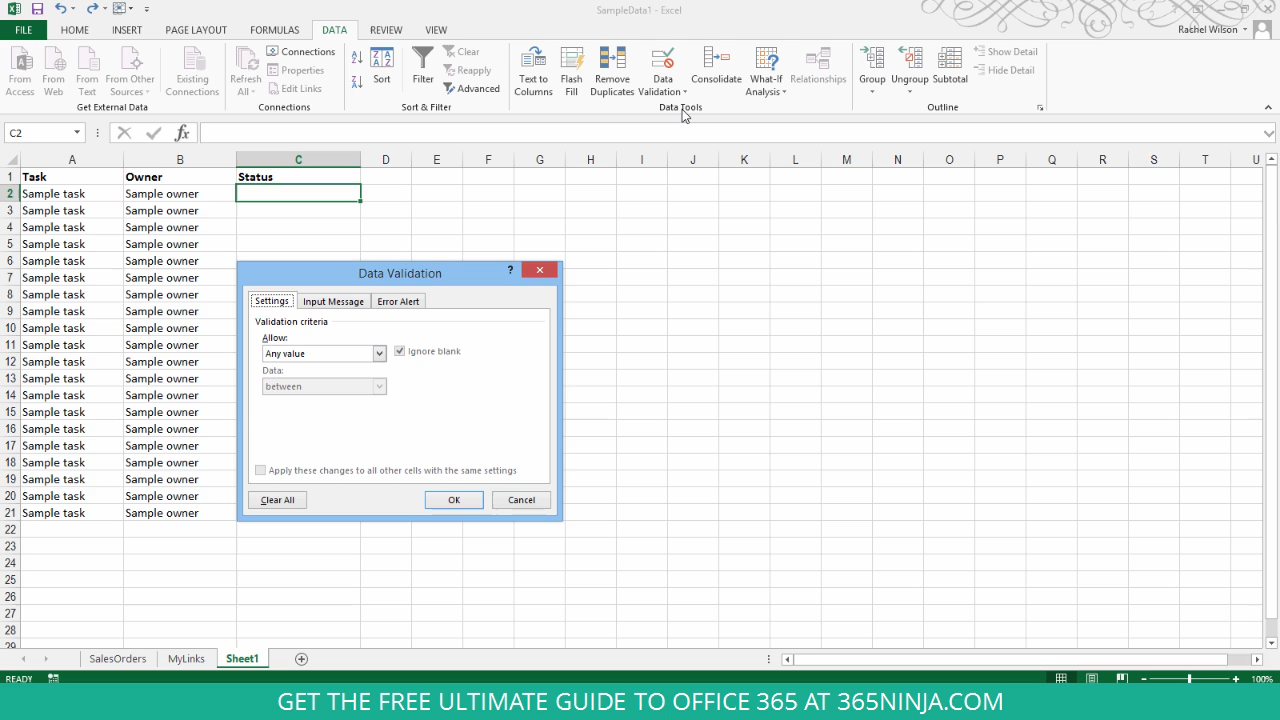 SampleData1 - Excel
FILE HOME INSERT PAGE LAYOUT FORMULAS DATA REVIEW VIEW Rachel Wilson
From Access
From Web
From Text
From Other Sources
Existing Connections
Get External Data
Refresh All
Connections
Properties
Edit Links
Connections
Sort
Filter
Clear
Reapply
Advanced
Sort & Filter
Text to Columns
Flash Fill
Remove Duplicates
Data Validation
Consolidate
What-If Analysis
Relationships
Data Tools
Group
Ungroup
Subtotal
Show Detail
Hide Detail
Outline
C2 fx
A B C D E F G H I J K L M N O P Q R S T U
1 Task Owner Status
2 Sample task Sample owner
3 Sample task Sample owner
4 Sample task Sample owner
5 Sample task Sample owner
6 Sample task Sample owner
7 Sample task Sample owner
8 Sample task Sample owner
9 Sample task Sample owner
10 Sample task Sample owner
11 Sample task Sample owner
12 Sample task Sample owner
13 Sample task Sample owner
14 Sample task Sample owner
15 Sample task Sample owner
16 Sample task Sample owner
17 Sample task Sample owner
18 Sample task Sample owner
19 Sample task Sample owner
20 Sample task Sample owner
21 Sample task Sample owner
22
23
24
25
26
27
28
29
Data Validation ?
Settings Input Message Error Alert
Validation criteria
Allow:
Any value Ignore blank
Data:
between
Apply these changes to all other cells with the same settings
Clear All OK Cancel
SalesOrders MyLinks Sheet1
READY 100%
GET THE FREE ULTIMATE GUIDE TO OFFICE 365 AT 365NINJA.COM